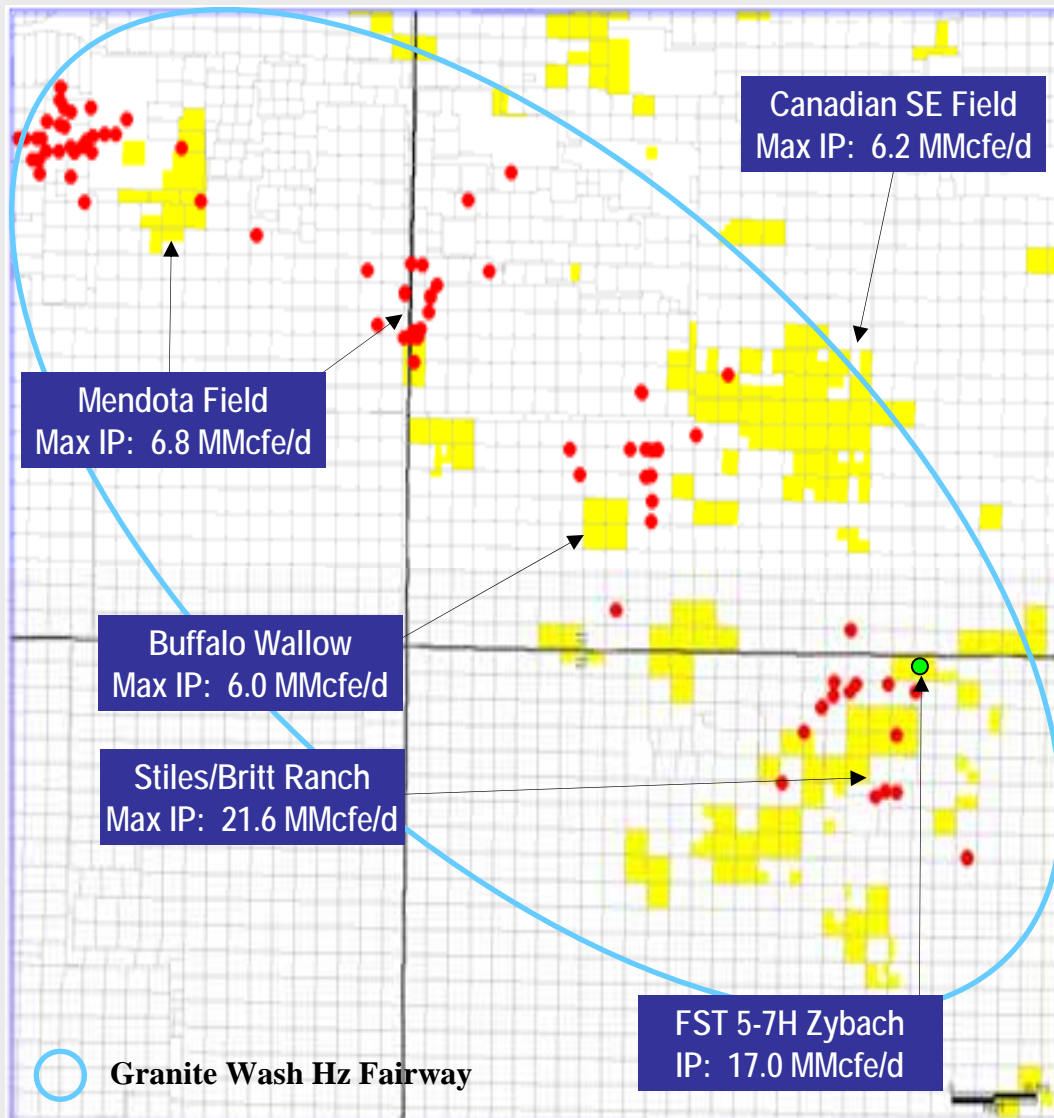 Canadian SE Field
Max IP: 6.2 MMcfe/d
Mendota Field
Max IP: 6.8 MMcfe/d
Buffalo Wallow
Max IP: 6.0 MMcfe/d
Stiles/Britt Ranch
Max IP: 21.6 MMcfe/d
FST 5-7H Zybach
IP: 17.0 MMcfe/d
Granite Wash Hz Fairway